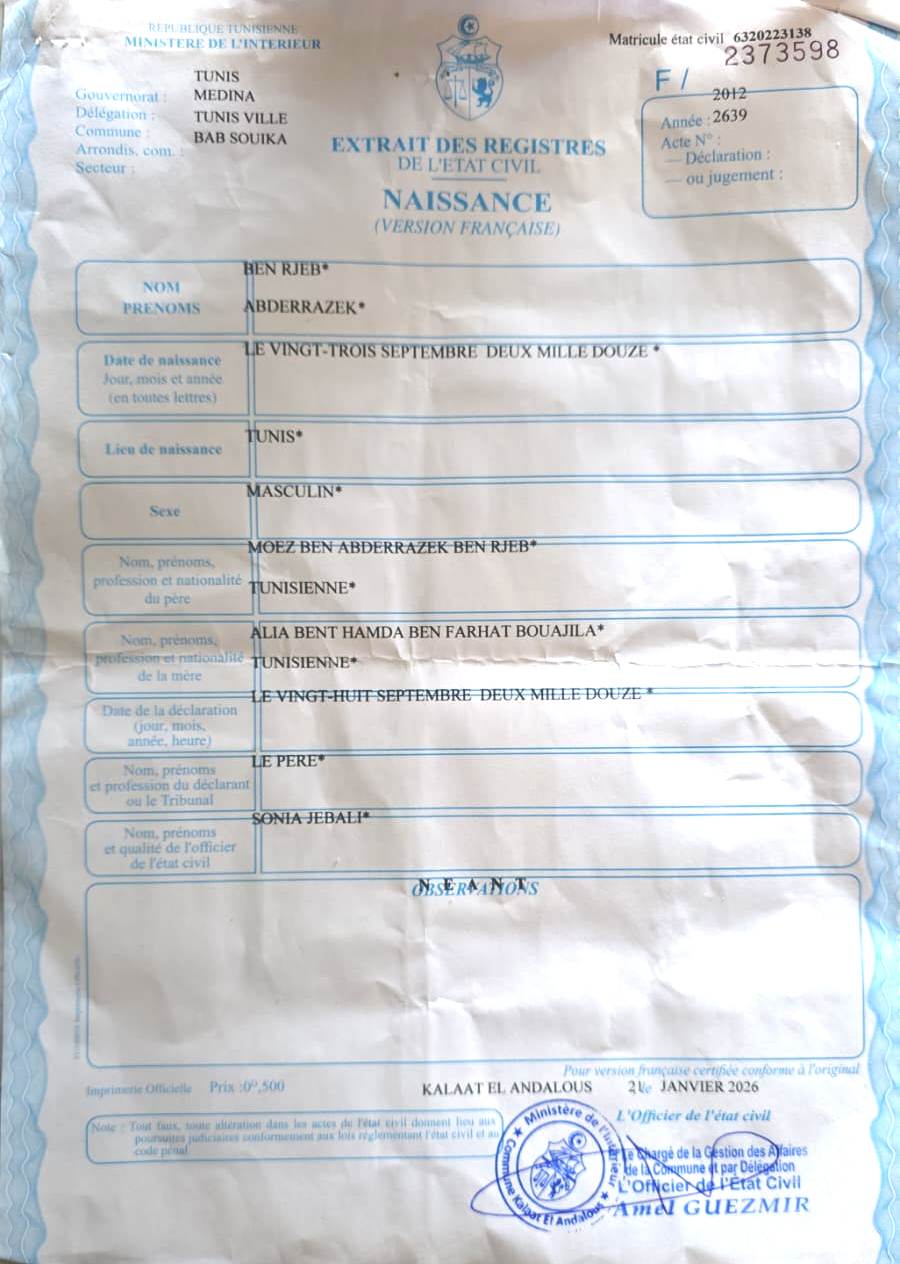 REPUBLIQUE TUNISIENNE
MINISTERE DE L'INTERIEUR
Matricule état civil 6320223138
2373598
F /
Gouvernorat : TUNIS
Délégation : MEDINA
Commune : TUNIS VILLE
Arrondis, com. : BAB SOUIKA
Secteur :
2012
Année : 2639
Acte N° :
— Déclaration :
— ou jugement :
EXTRAIT DES REGISTRES
DE L'ETAT CIVIL
NAISSANCE
(VERSION FRANÇAISE)
NOM BEN RJEB*
PRENOMS ABDERRAZEK*
Date de naissance LE VINGT-TROIS SEPTEMBRE DEUX MILLE DOUZE *
Jour, mois et année
(en toutes lettres)
Lieu de naissance TUNIS*
Sexe MASCULIN*
Nom, prénoms, MOEZ BEN ABDERRAZEK BEN RJEB*
profession et nationalité TUNISIENNE*
du père
Nom, prénoms, ALIA BENT HAMDA BEN FARHAT BOUAJILA*
profession et nationalité TUNISIENNE*
de la mère
Date de la déclaration LE VINGT-HUIT SEPTEMBRE DEUX MILLE DOUZE *
(jour, mois,
année, heure)
Nom, prénoms LE PERE*
et profession du déclarant
ou le Tribunal
Nom, prénoms SONIA JEBALI*
et qualité de l'officier
de l'état civil
OBSERVATIONS
N E A N T
Pour version française certifiée conforme à l'original
Imprimerie Officielle Prix :0ᴰ,500
KALAAT EL ANDALOUS le 21 JANVIER 2026
L'Officier de l'état civil
Note : Tout faux, toute altération dans les actes de l'état civil donnent lieu aux
poursuites judiciaires conformement aux lois réglementant l'état civil et au
code pénal
Ministère de l'Intérieur
Commune Kalaat El Andalous
Le Chargé de la Gestion des Affaires
de la Commune et par Délégation
L'Officier de l'État Civil
Amel GUEZMIR